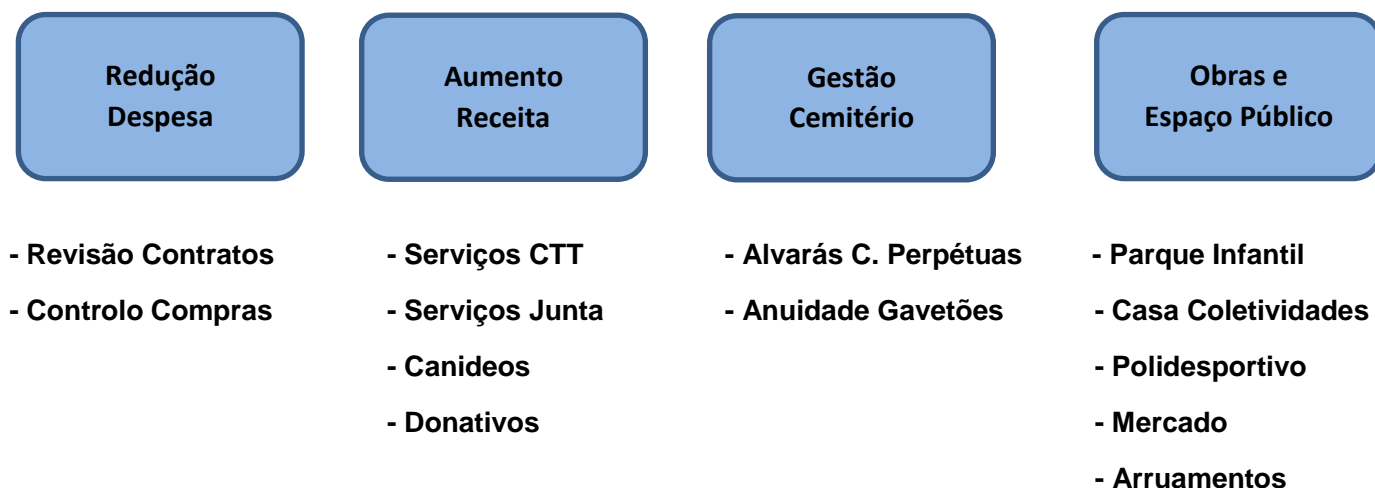 Redução
Despesa
- Revisão Contratos
- Controlo Compras
Aumento
Receita
- Serviços CTT
- Serviços Junta
- Canideos
- Donativos
Gestão
Cemitério
- Alvarás C. Perpétuas
- Anuidade Gavetões
Obras e
Espaço Público
- Parque Infantil
- Casa Coletividades
- Polidesportivo
- Mercado
- Arruamentos